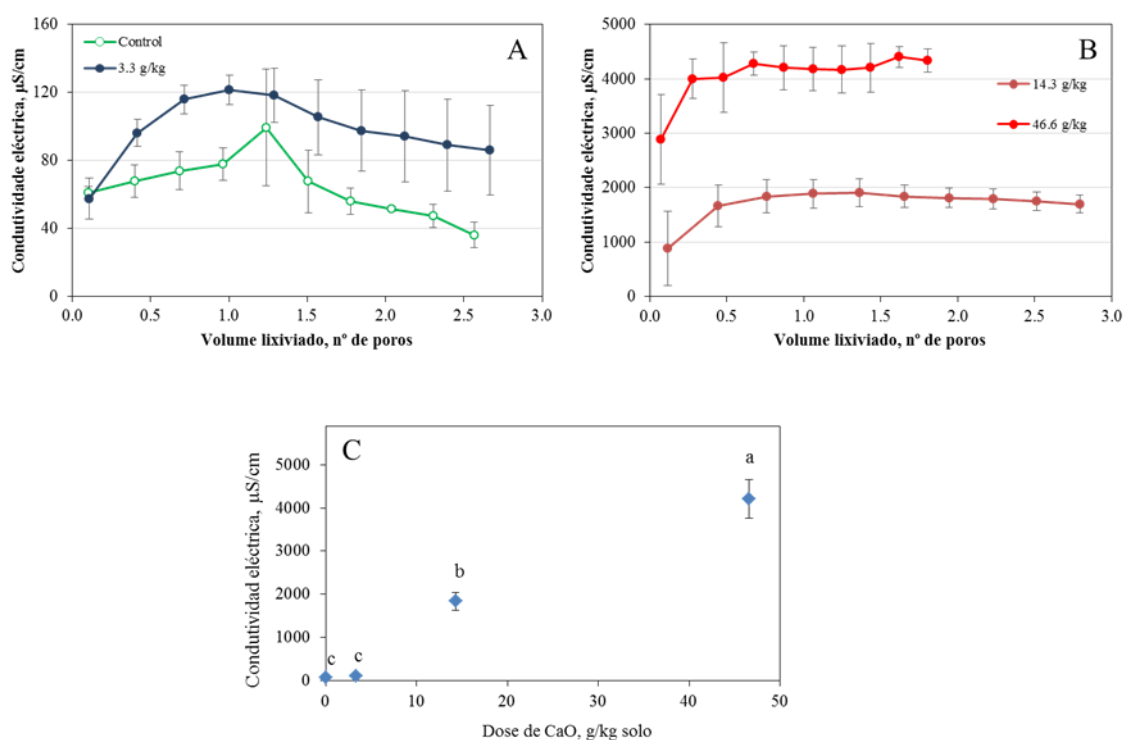 A
Control
3.3 g/kg
Condutividade eléctrica, µS/cm
160
120
80
40
0
0.0 0.5 1.0 1.5 2.0 2.5 3.0
Volume lixiviado, nº de poros
B
14.3 g/kg
46.6 g/kg
Condutividade eléctrica, µS/cm
5000
4000
3000
2000
1000
0
0.0 0.5 1.0 1.5 2.0 2.5 3.0
Volume lixiviado, nº de poros
C
Condutividad eléctrica, µS/cm
5000
4000
3000
2000
1000
0
c c b a
0 10 20 30 40 50
Dose de CaO, g/kg solo